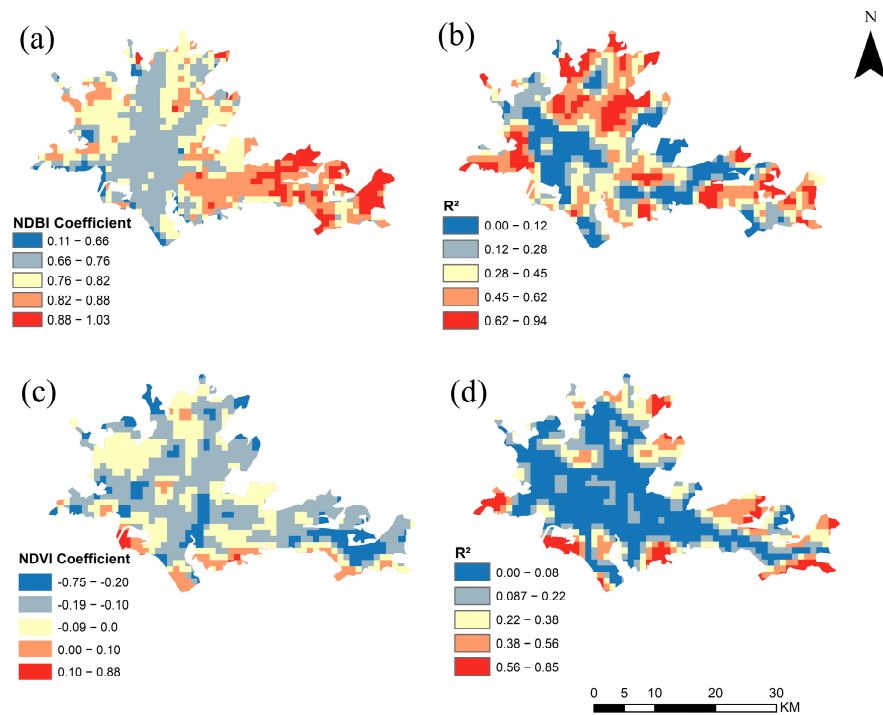 (a)
(b)
N
NDBI Coefficient
0.11 – 0.66
0.66 – 0.76
0.76 – 0.82
0.82 – 0.88
0.88 – 1.03
R²
0.00 – 0.12
0.12 – 0.28
0.28 – 0.45
0.45 – 0.62
0.62 – 0.94
(c)
(d)
NDVI Coefficient
-0.75 – -0.20
-0.19 – -0.10
-0.09 – 0.0
0.00 – 0.10
0.10 – 0.88
R²
0.00 – 0.08
0.087 – 0.22
0.22 – 0.38
0.38 – 0.56
0.56 – 0.85
0 5 10 20 30
KM